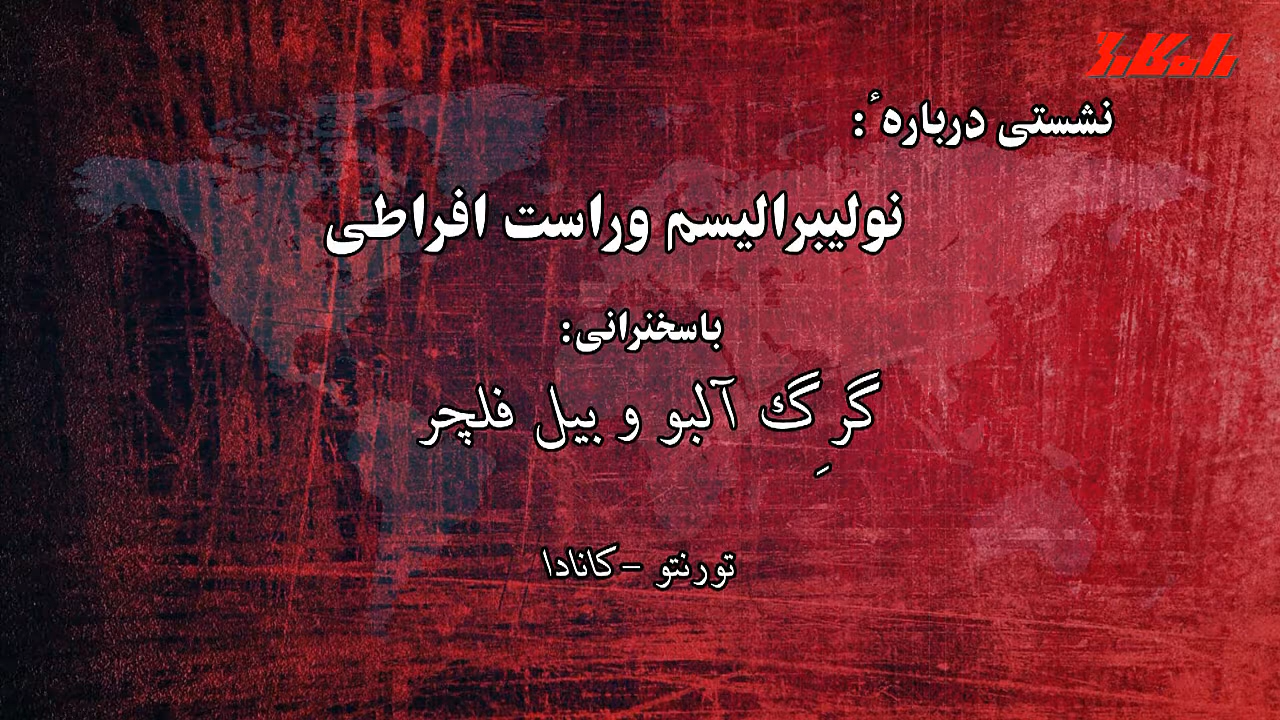 نشستی دربارهٔ :
نولیبرالیسم وراست افراطی
باسخنرانی:
گرِگ آلبو و بیل فلچر
تورنتو - کانادا